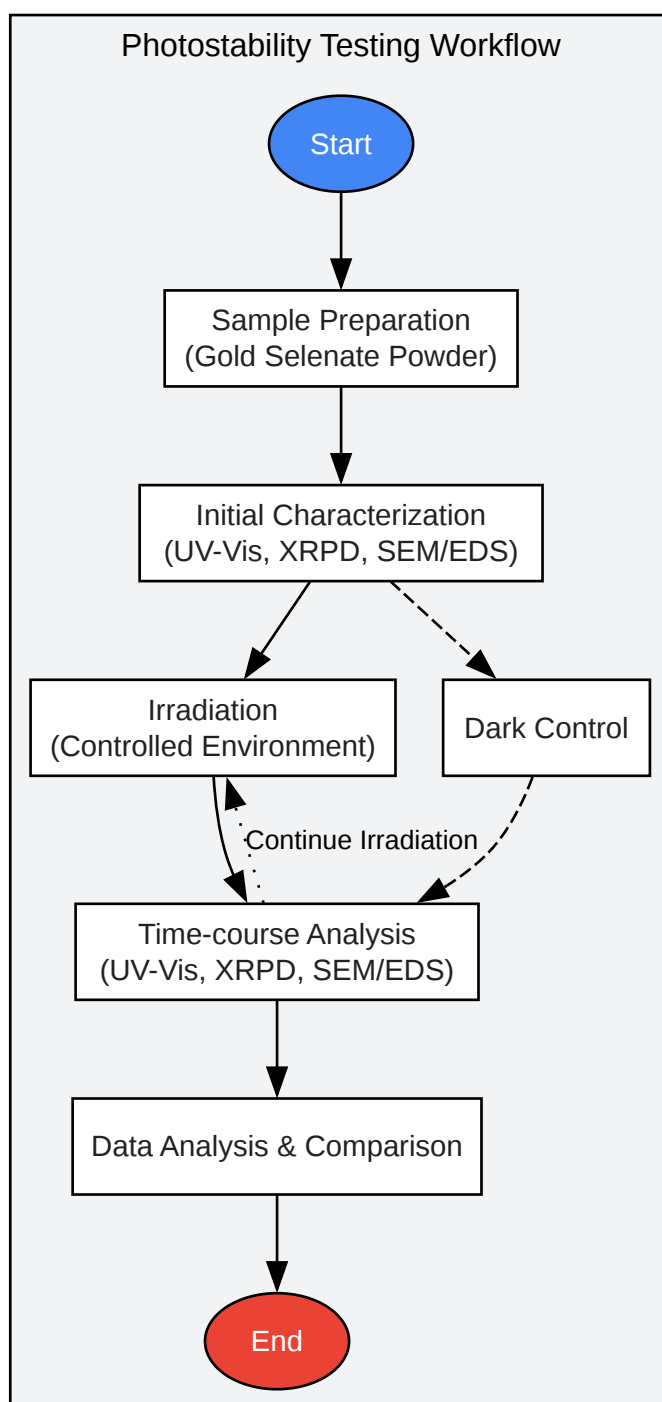 Photostability Testing Workflow
Start
Sample Preparation
(Gold Selenate Powder)
Initial Characterization
(UV-Vis, XRPD, SEM/EDS)
Irradiation
(Controlled Environment)
Dark Control
Continue Irradiation
Time-course Analysis
(UV-Vis, XRPD, SEM/EDS)
Data Analysis & Comparison
End